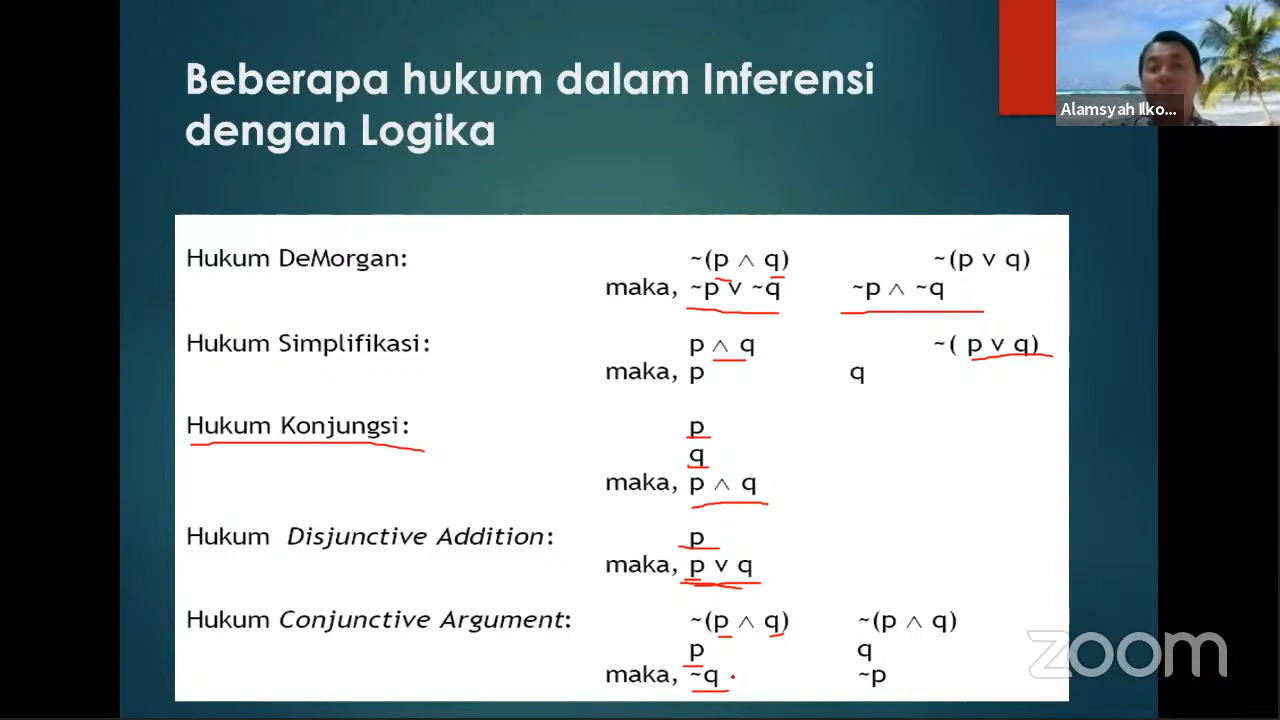 Beberapa hukum dalam Inferensi
dengan Logika
Alamsyah Ilko...
Hukum DeMorgan: ~(p ∧ q) ~(p v q)
maka, ~p v ~q ~p ∧ ~q
Hukum Simplifikasi: p ∧ q ~( p v q)
maka, p q
Hukum Konjungsi: p
q
maka, p ∧ q
Hukum Disjunctive Addition: p
maka, p v q
Hukum Conjunctive Argument: ~(p ∧ q) ~(p ∧ q)
p q
maka, ~q ~p
zoom